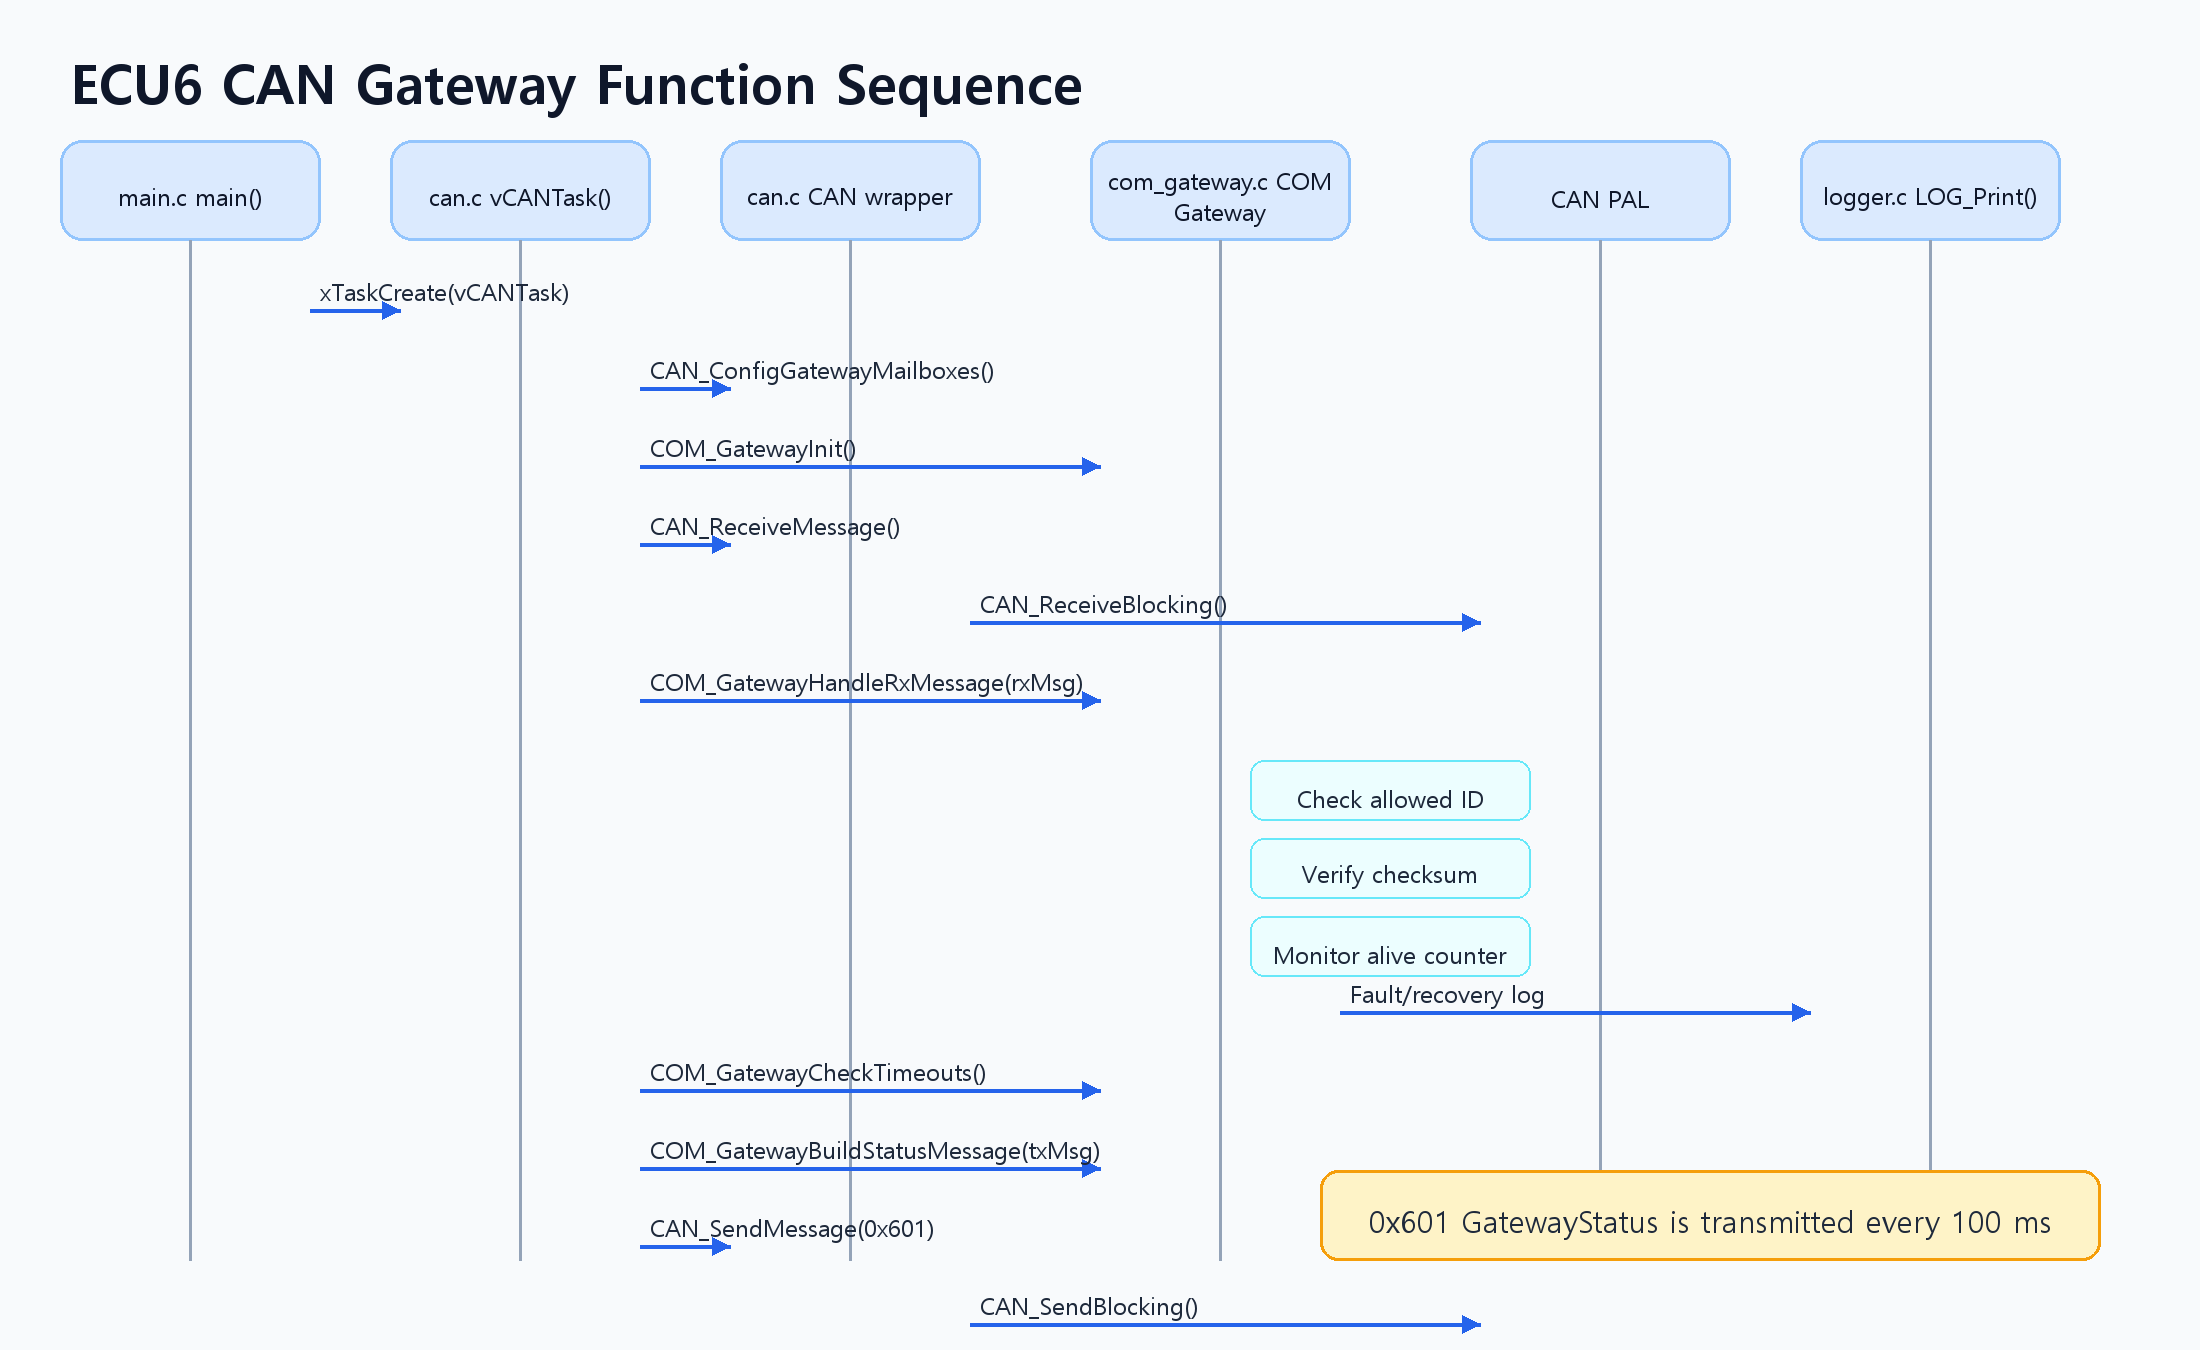 ECU6 CAN Gateway Function Sequence
main.c main()
can.c vCANTask()
can.c CAN wrapper
com_gateway.c COM
Gateway
CAN PAL
logger.c LOG_Print()
xTaskCreate(vCANTask)
CAN_ConfigGatewayMailboxes()
COM_GatewayInit()
CAN_ReceiveMessage()
CAN_ReceiveBlocking()
COM_GatewayHandleRxMessage(rxMsg)
Check allowed ID
Verify checksum
Monitor alive counter
Fault/recovery log
COM_GatewayCheckTimeouts()
COM_GatewayBuildStatusMessage(txMsg)
0x601 GatewayStatus is transmitted every 100 ms
CAN_SendMessage(0x601)
CAN_SendBlocking()